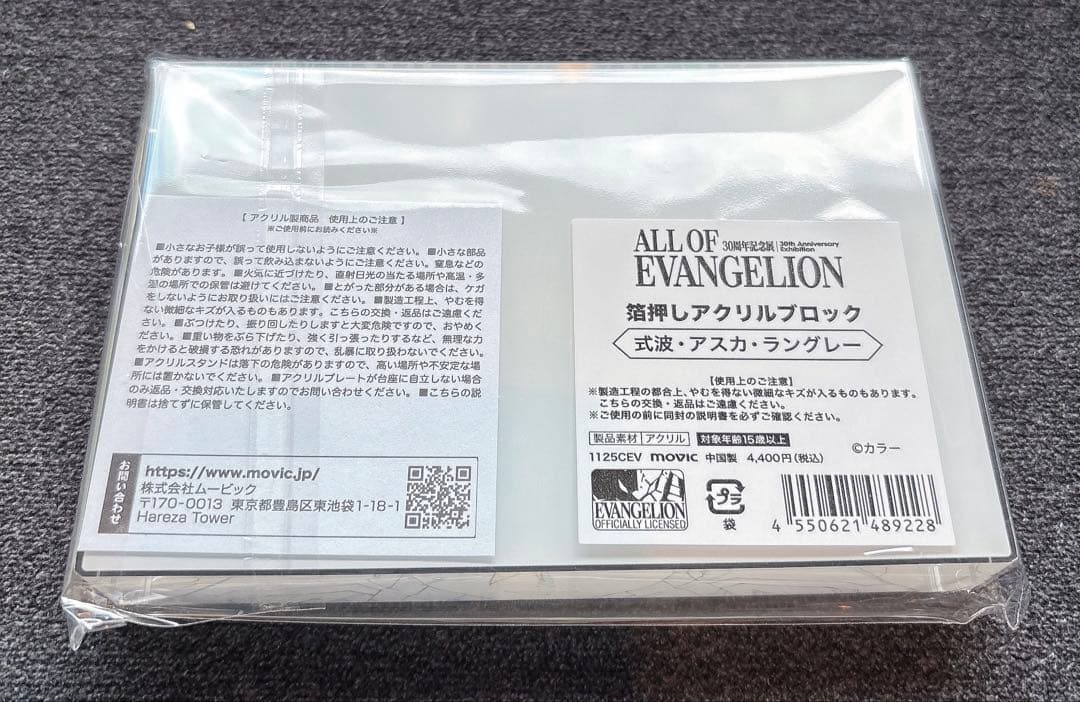 【 アクリル製商品　使用上のご注意 】
※ご使用前にお読みください※
■小さなお子様が誤って使用しないようにご注意ください。■小さな部品
がありますので、誤って飲み込まないようにご注意ください。窒息などの
危険があります。■火気に近づけたり、直射日光の当たる場所や高温・多
湿の場所での保管は避けてください。■とがった部分がある場合は、ケガ
をしないようにお取り扱いにはご注意ください。■製造工程上、やむを得
ない微細なキズが入るものもあります。こちらの交換・返品はご遠慮くだ
さい。■ぶつけたり、振り回したりしますと大変危険ですので、おやめく
ださい。■重い物をぶら下げたり、強く引っ張ったりするなど、無理な力
をかけると破損する恐れがありますので、乱暴に取り扱わないでください。
■アクリルスタンドは落下の危険がありますので、高い場所や不安定な場
所には置かないでください。■アクリルプレートが台座に自立しない場合
のみ返品・交換対応いたしますのでお問い合わせください。■こちらの説
明書は捨てずに保管してください。
お問い合わせ
https://www.movic.jp/
株式会社ムービック
〒170-0013 東京都豊島区東池袋1-18-1
Hareza Tower
ALL OF 30周年記念展 30th Anniversary Exhibition
EVANGELION
箔押しアクリルブロック
式波・アスカ・ラングレー
【使用上のご注意】
※製造工程の都合上、やむを得ない微細なキズが入るものもあります。
こちらの交換・返品はご遠慮ください。
※ご使用の前に同封の説明書を必ずご確認ください。
製品素材 アクリル 対象年齢15歳以上
1125CEV movic 中国製 4,400円(税込)
©カラー
EVANGELION
OFFICIALLY LICENSED
プラ
袋
4 550621 489228